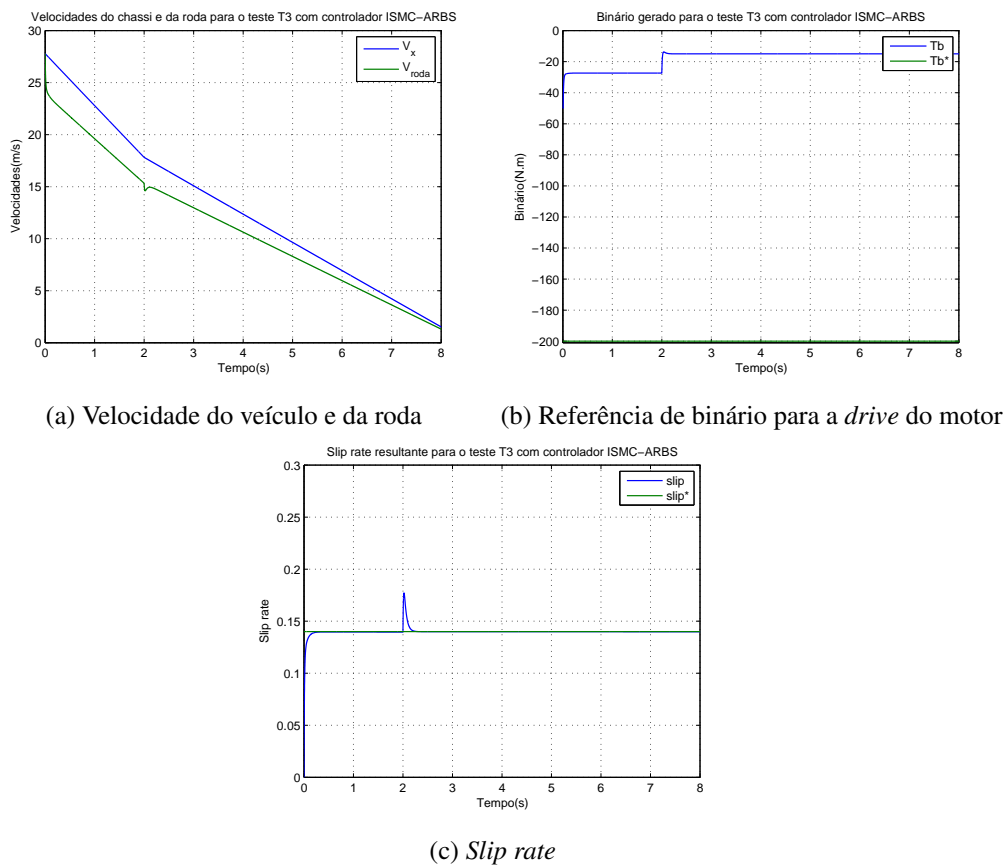 Velocidades do chassi e da roda para o teste T3 com controlador ISMC−ARBS
30
25
20
15
10
5
0
0 1 2 3 4 5 6 7 8
Velocidades(m/s)
Tempo(s)
V_x
V_roda
(a) Velocidade do veículo e da roda
Binário gerado para o teste T3 com controlador ISMC−ARBS
0
−20
−40
−60
−80
−100
−120
−140
−160
−180
−200
0 1 2 3 4 5 6 7 8
Binário(N.m)
Tempo(s)
Tb
Tb*
(b) Referência de binário para a drive do motor
Slip rate resultante para o teste T3 com controlador ISMC−ARBS
0.3
0.25
0.2
0.15
0.1
0.05
0
0 1 2 3 4 5 6 7 8
Slip rate
Tempo(s)
slip
slip*
(c) Slip rate